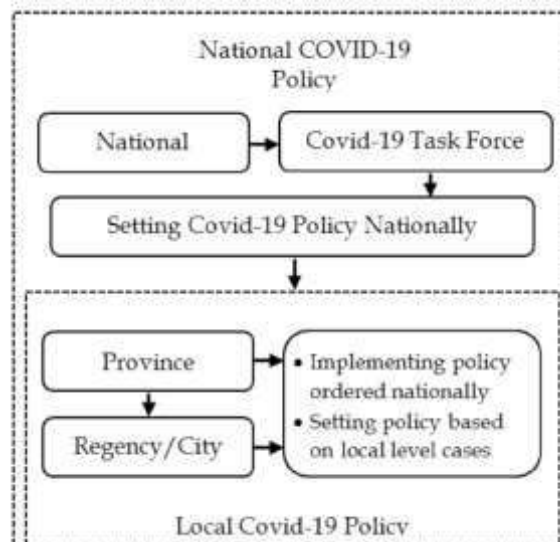 National COVID-19
Policy
National
Covid-19 Task Force
Setting Covid-19 Policy Nationally
Province
• Implementing policy
ordered nationally
• Setting policy based
on local level cases
Regency/City
Local Covid-19 Policy